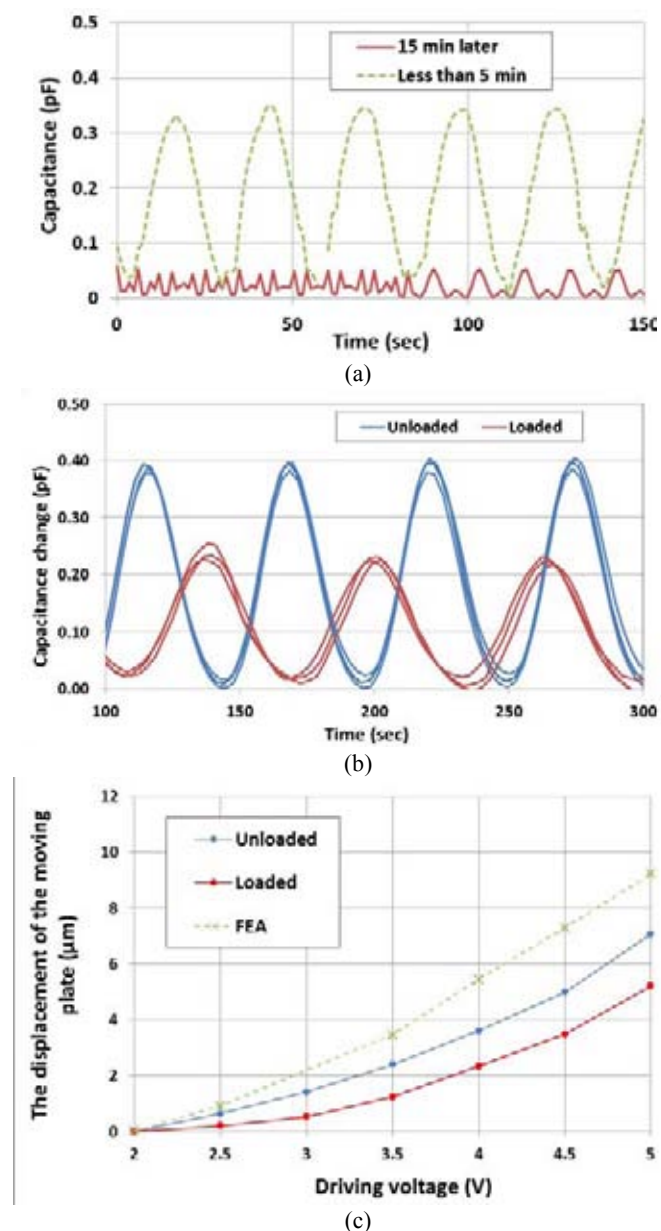 0.5
0.4
0.3
0.2
0.1
0
Capacitance (pF)
15 min later
Less than 5 min
0 50 100 150
Time (sec)
(a)
0.50
0.40
0.30
0.20
0.10
0.00
Capacitance change (pF)
Unloaded Loaded
100 150 200 250 300
Time (sec)
(b)
12
10
8
6
4
2
0
The displacement of the moving
plate (μm)
Unloaded
Loaded
FEA
2 2.5 3 3.5 4 4.5 5
Driving voltage (V)
(c)